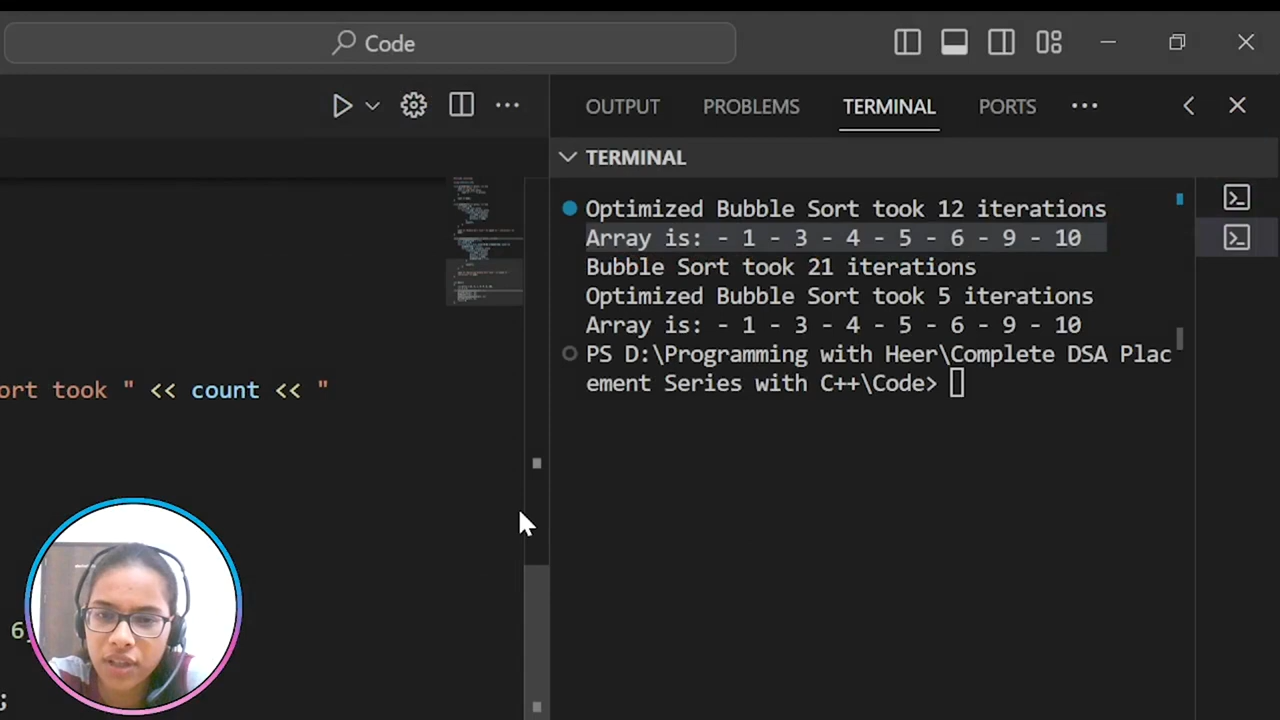 Code
OUTPUT PROBLEMS TERMINAL PORTS
TERMINAL
Optimized Bubble Sort took 12 iterations
Array is: - 1 - 3 - 4 - 5 - 6 - 9 - 10
Bubble Sort took 21 iterations
Optimized Bubble Sort took 5 iterations
Array is: - 1 - 3 - 4 - 5 - 6 - 9 - 10
PS D:\Programming with Heer\Complete DSA Plac
ement Series with C++\Code>
ort took " << count << "
6
;